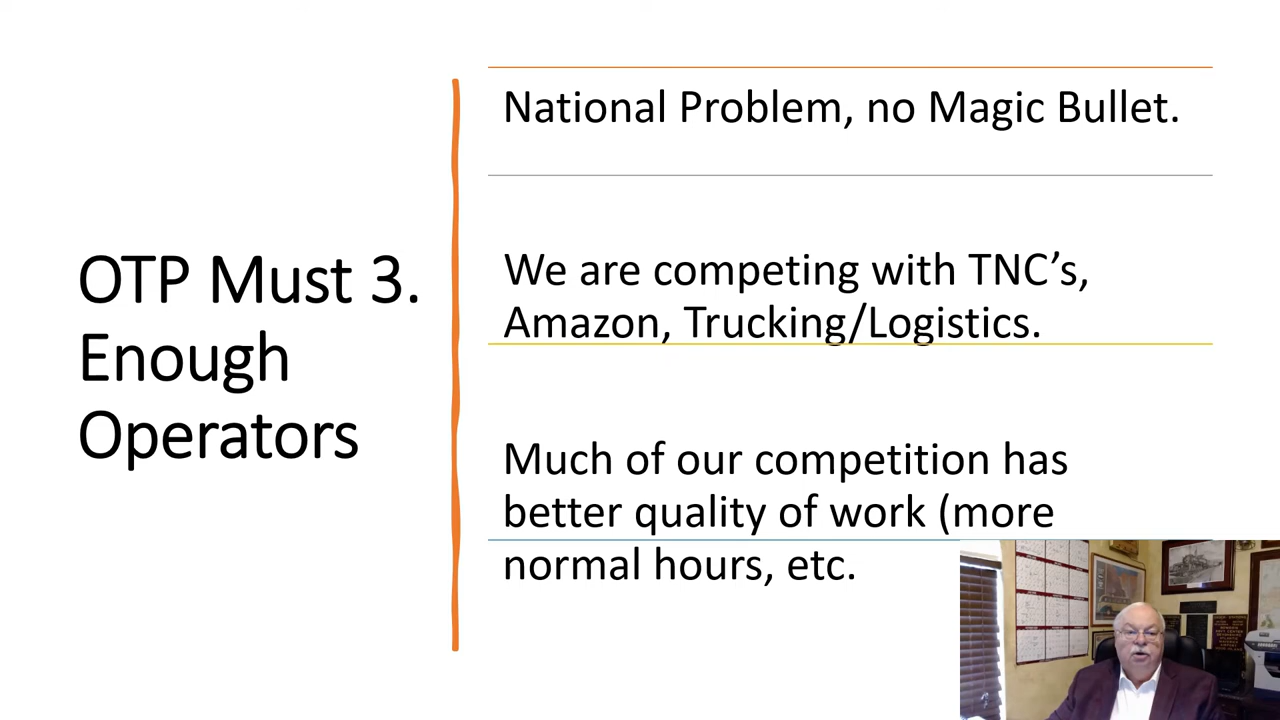 OTP Must 3.
Enough
Operators
National Problem, no Magic Bullet.
We are competing with TNC’s,
Amazon, Trucking/Logistics.
Much of our competition has
better quality of work (more
normal hours, etc.